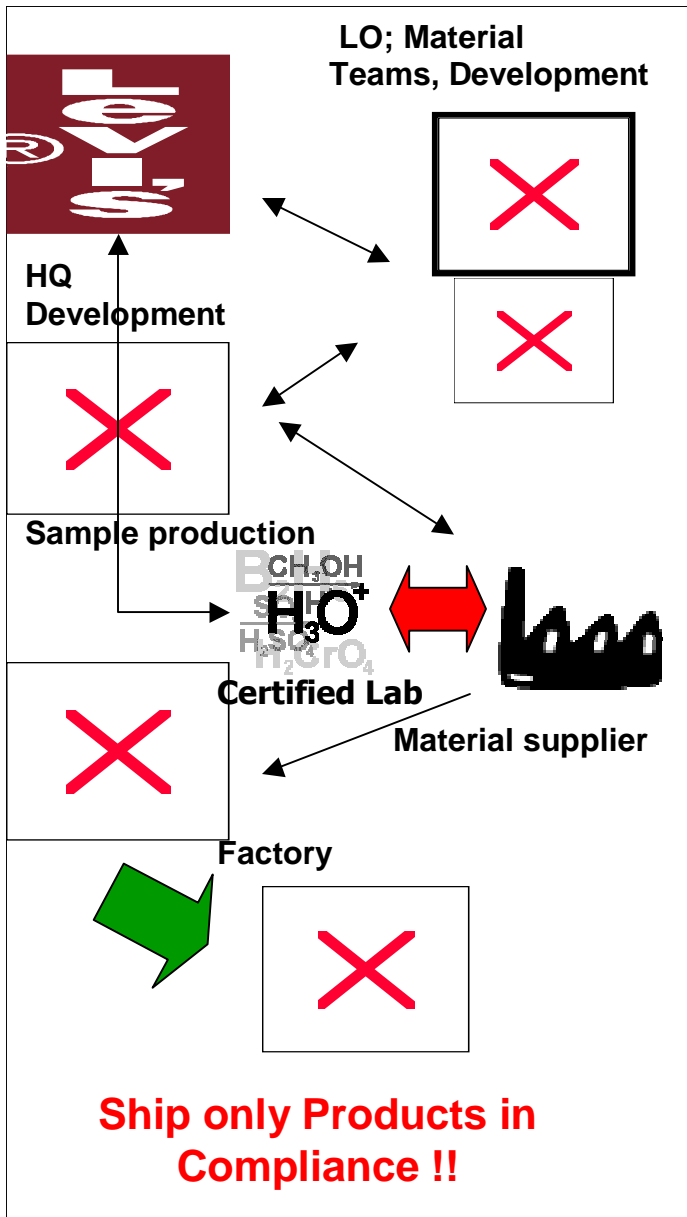 LO; Material
Teams, Development
Levi's
®
HQ
Development
Sample production
CH₃OH
H₃O⁺
H₂SO₄
H₂CrO₄
Certified Lab
Material supplier
Factory
Ship only Products in
Compliance !!